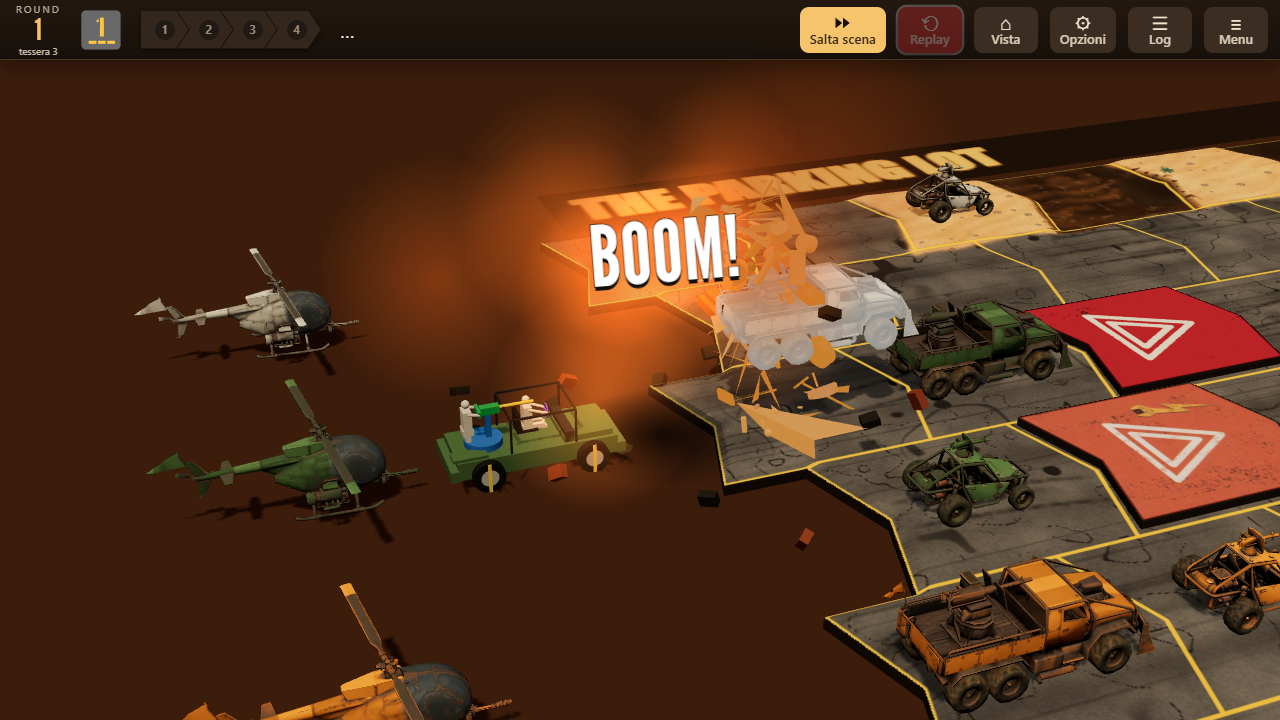 ROUND
1
tessera 3
1
1 2 3 4 ...
Salta scena
Replay
Vista
Opzioni
Log
Menu
THE PARKING LOT
BOOM!